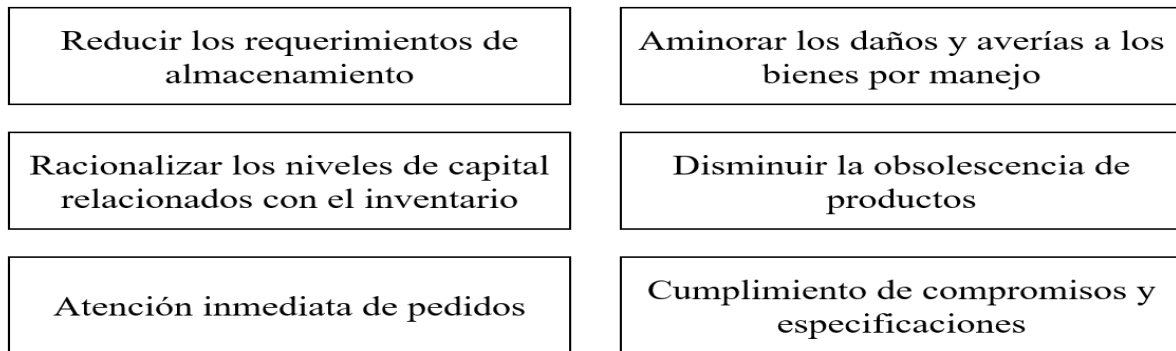 Reducir los requerimientos de
almacenamiento
Aminorar los daños y averías a los
bienes por manejo
Racionalizar los niveles de capital
relacionados con el inventario
Disminuir la obsolescencia de
productos
Atención inmediata de pedidos
Cumplimiento de compromisos y
especificaciones